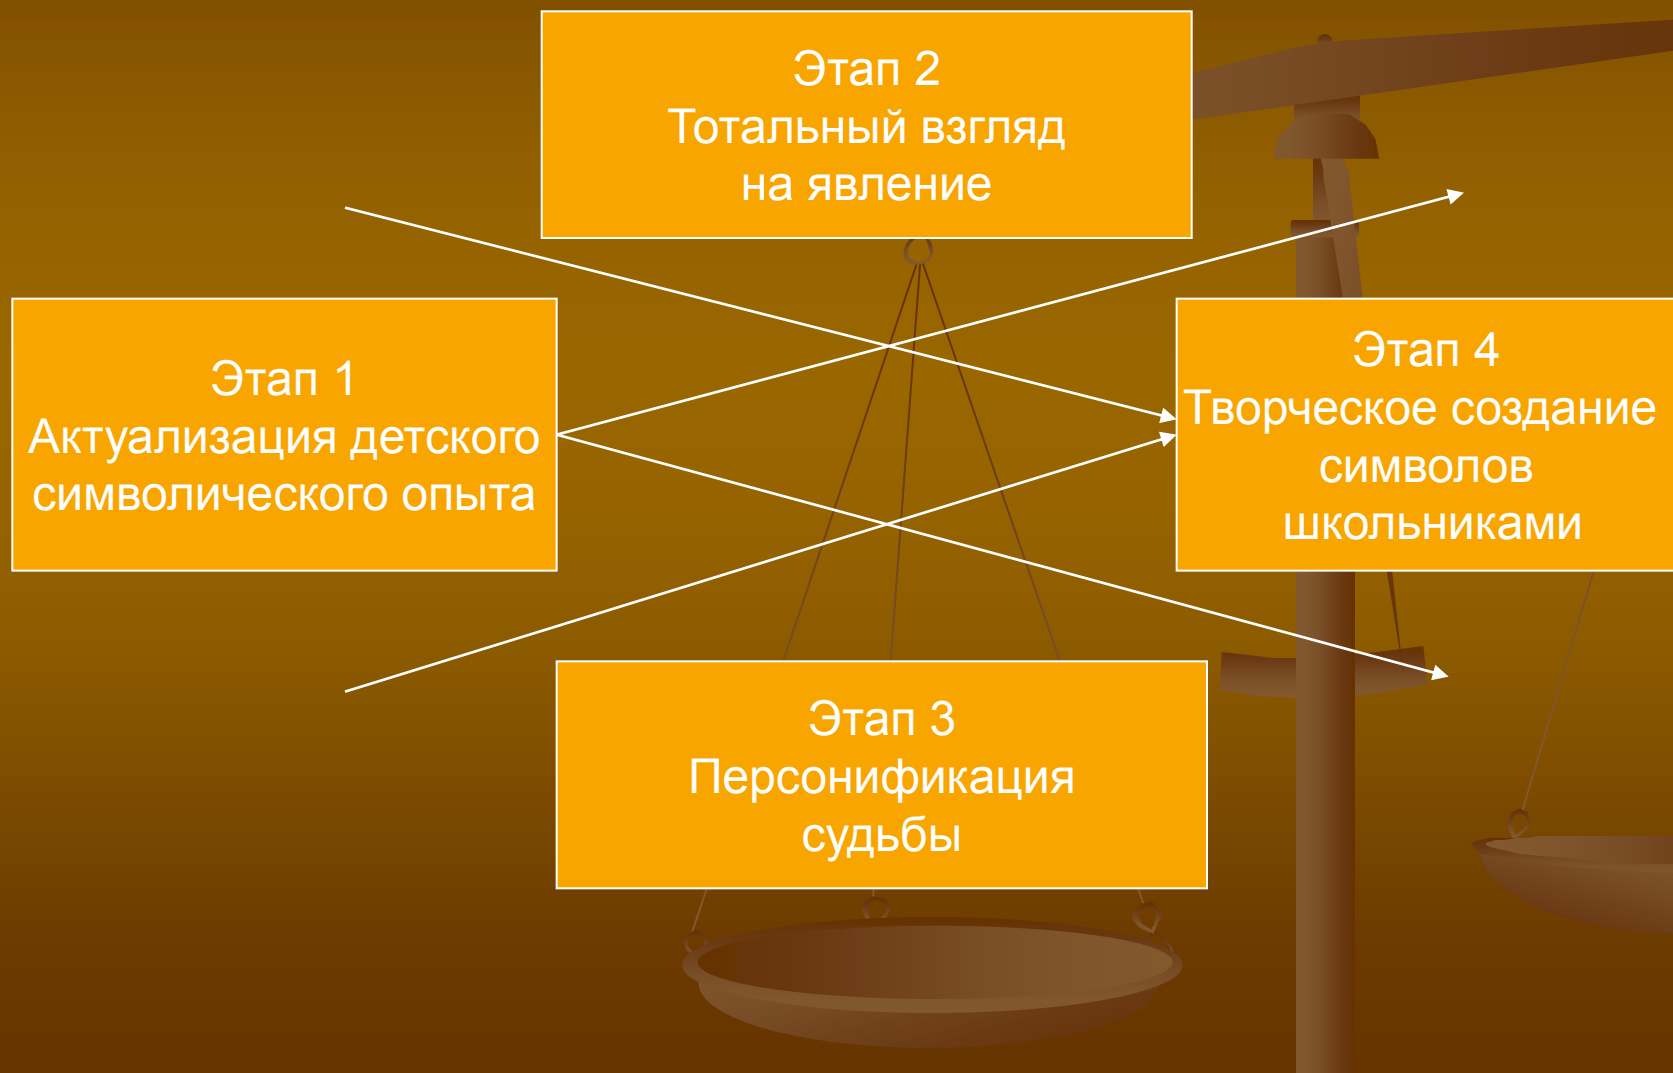 Этап 2
Тотальный взгляд
на явление
Этап 1
Актуализация детского
символического опыта
Этап 4
Творческое создание
символов
школьниками
Этап 3
Персонификация
судьбы